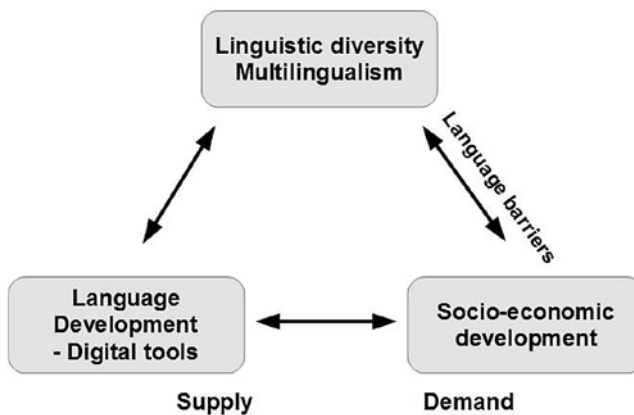 Linguistic diversity
Multilingualism
Language barriers
Language
Development
- Digital tools
Socio-economic
development
Supply
Demand